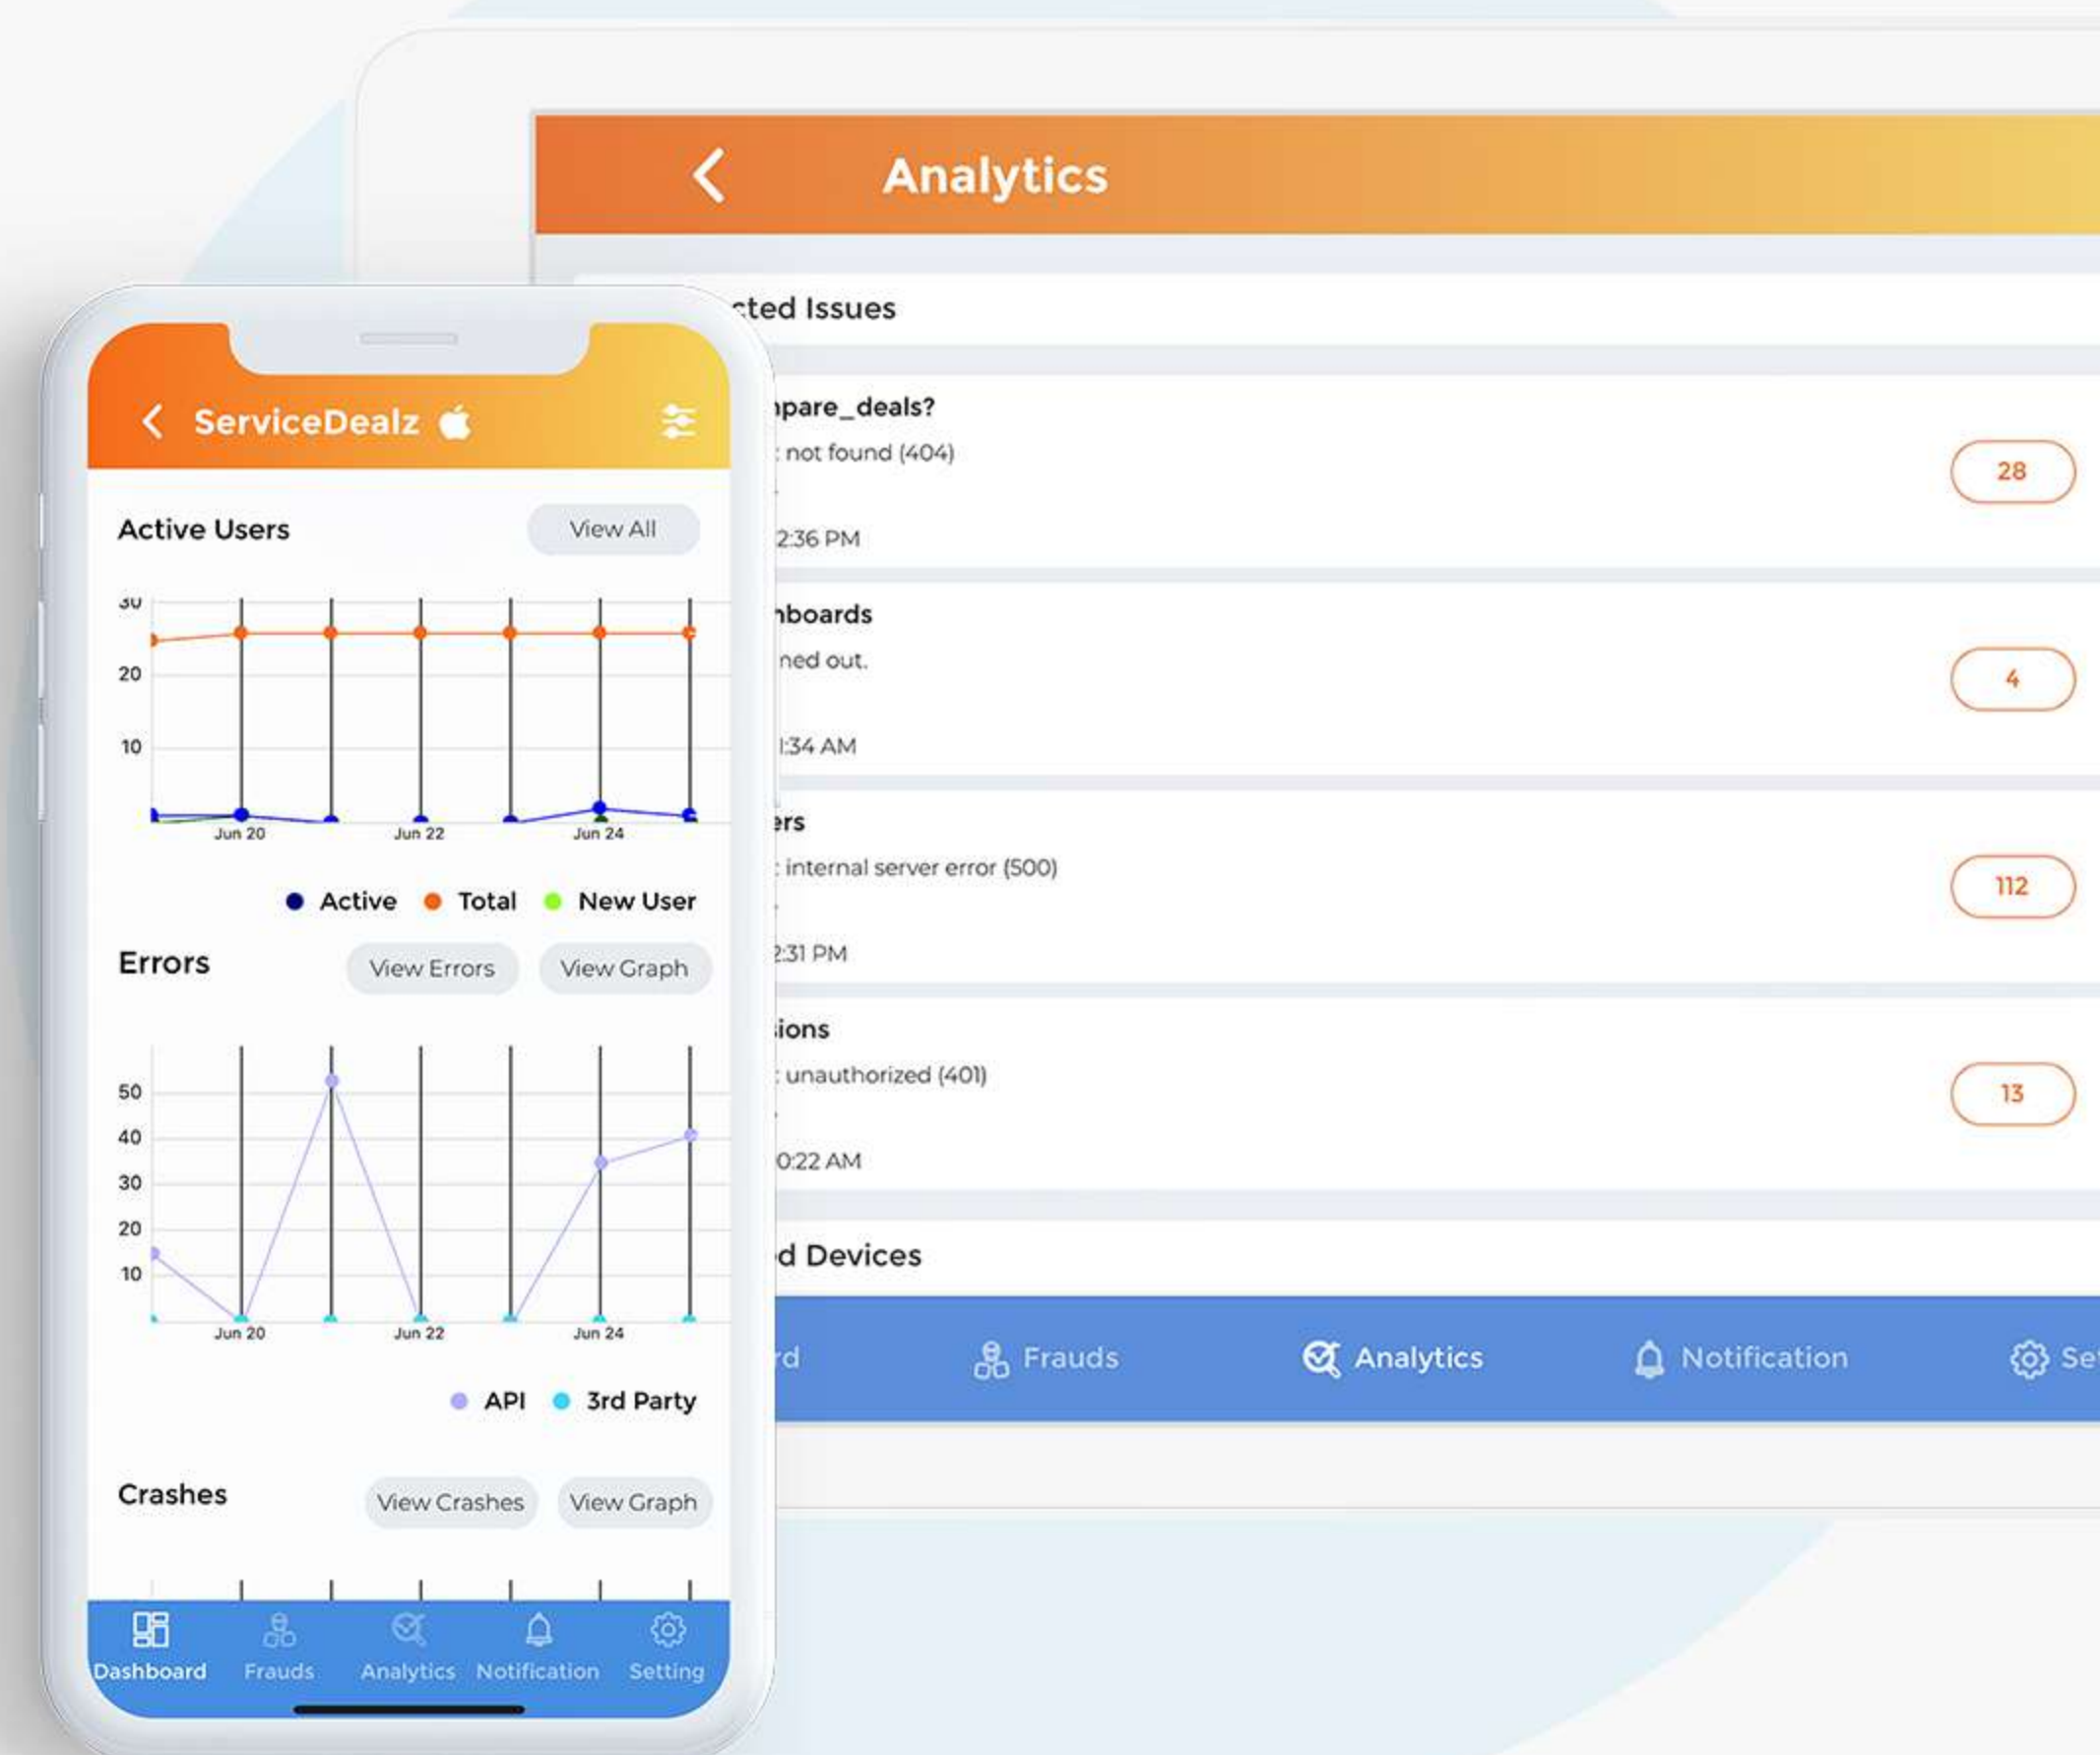 Analytics
cted Issues
pare_deals?
: not found (404)
28
2:36 PM
boards
ned out.
4
1:34 AM
ers
: internal server error (500)
112
2:31 PM
ions
: unauthorized (401)
13
0:22 AM
d Devices
rd
Frauds
Analytics
Notification
Se
ServiceDealz
Active Users
View All
30
20
10
Jun 20
Jun 22
Jun 24
Active
Total
New User
Errors
View Errors
View Graph
50
40
30
20
10
Jun 20
Jun 22
Jun 24
API
3rd Party
Crashes
View Crashes
View Graph
Dashboard
Frauds
Analytics
Notification
Setting